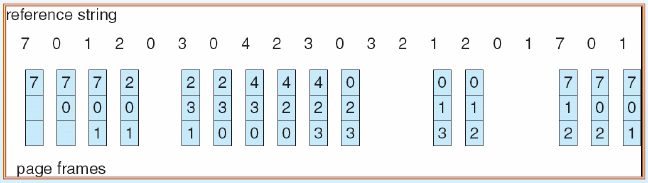 reference string
7 0 1 2 0 3 0 4 2 3 0 3 2 1 2 0 1 7 0 1
7 7 7 2 2 2 4 4 4 0 0 0 7 7 7
0 0 0 3 3 3 2 2 2 1 1 1 0 0
1 1 1 0 0 0 3 3 3 2 2 2 1
page frames